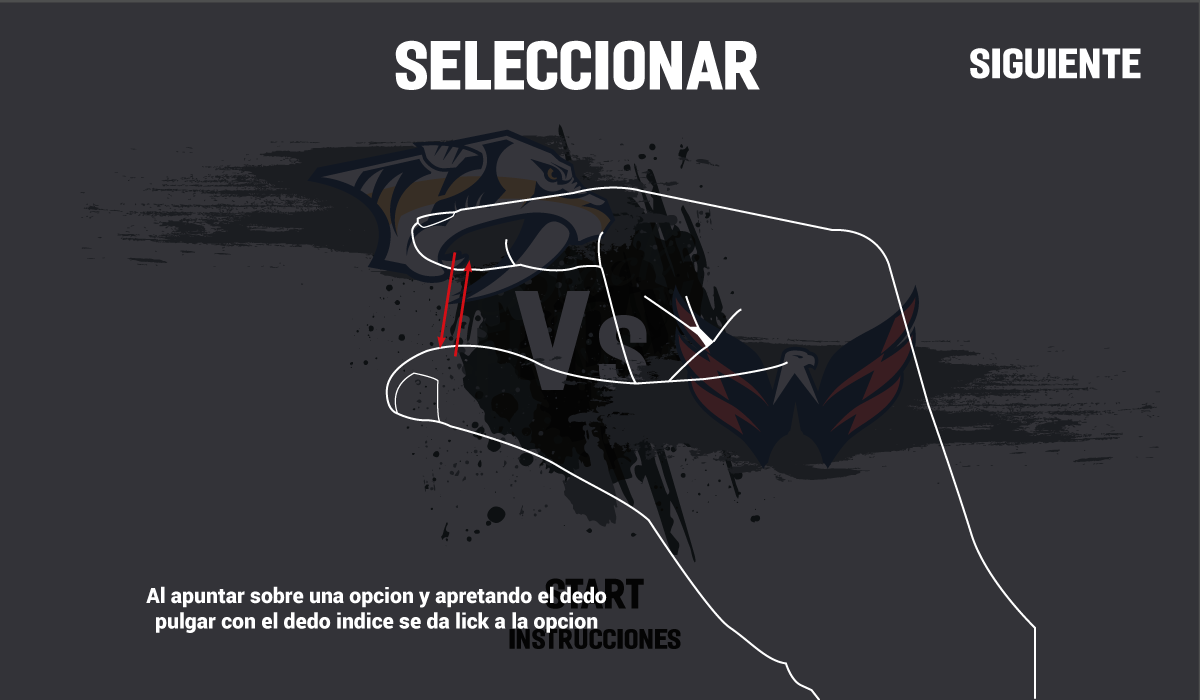 SELECCIONAR
SIGUIENTE
Vs
START
Al apuntar sobre una opcion y apretando el dedo
pulgar con el dedo indice se da lick a la opcion
INSTRUCCIONES